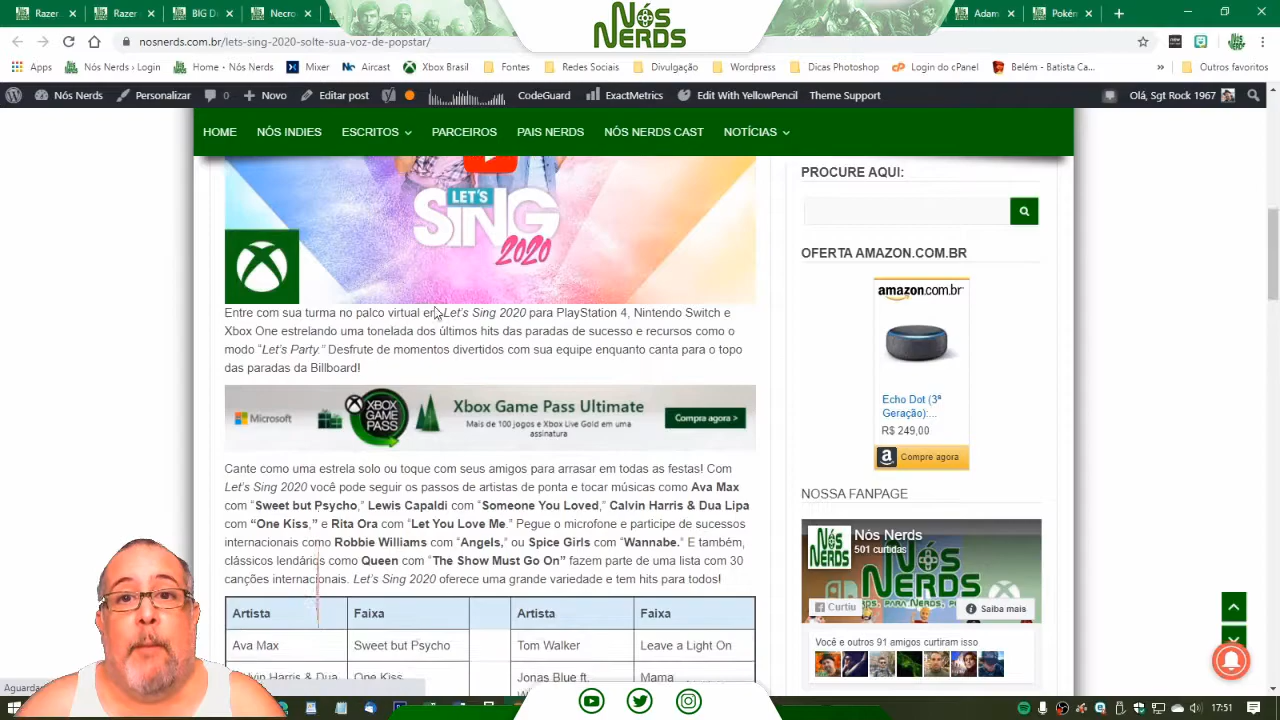 Adam
BIG D
Necro
Nós
Nerds
Adam
Pokén
nosnerds.com.br/lets-sing-2020-solte-sua-voz-de-popstar/
Apps
Nós Nerds › Login
Home - Nós Nerds
Mixer
Aircast
Xbox Brasil
Fontes
Redes Sociais
Divulgação
Wordpress
Dicas Photoshop
Login do cPanel
Belém - Batista Ca...
Outros favoritos
Nós Nerds
Personalizar
0
Novo
Editar post
CodeGuard
ExactMetrics
Edit With YellowPencil
Theme Support
Olá, Sgt Rock 1967
HOME
NÓS INDIES
ESCRITOS
PARCEIROS
PAIS NERDS
NÓS NERDS CAST
NOTÍCIAS
LET'S
SING
2020
Entre com sua turma no palco virtual em Let's Sing 2020 para PlayStation 4, Nintendo Switch e
Xbox One estrelando uma tonelada dos últimos hits das paradas de sucesso e recursos como o
modo “Let’s Party.” Desfrute de momentos divertidos com sua equipe enquanto canta para o topo
das paradas da Billboard!
Microsoft
XBOX
GAME
PASS
Xbox Game Pass Ultimate
Mais de 100 jogos e Xbox Live Gold em uma
assinatura
Compra agora >
Cante como uma estrela solo ou toque com seus amigos para arrasar em todas as festas! Com
Let's Sing 2020 você pode seguir os passos de artistas de ponta e tocar músicas como Ava Max
com “Sweet but Psycho, Lewis Capaldi com “Someone You Loved,” Calvin Harris & Dua Lipa
com “One Kiss,” e Rita Ora com “Let You Love Me.” Pegue o microfone e participe de sucessos
internacionais como Robbie Williams com “Angels,” ou Spice Girls com “Wannabe.” E também,
clássicos lendários como Queen com “The Show Must Go On” fazem parte de uma lista com 30
canções internacionais. Let's Sing 2020 oferece uma grande variedade e tem hits para todos!
Artista
Faixa
Artista
Faixa
Ava Max
Sweet but Psycho
Tom Walker
Leave a Light On
& Dua
One Kiss
Jonas Blue ft.
Mama
PROCURE AQUI:
OFERTA AMAZON.COM.BR
amazon.com.br
Echo Dot (3ª
Geração):...
R$ 249,00
Compre agora
NOSSA FANPAGE
Nós
Nerds
Nós Nerds
501 curtidas
Nós
Nerds
Curtiu
Saiba mais
Você e outros 91 amigos curtiram isso
Aguarda
17:51